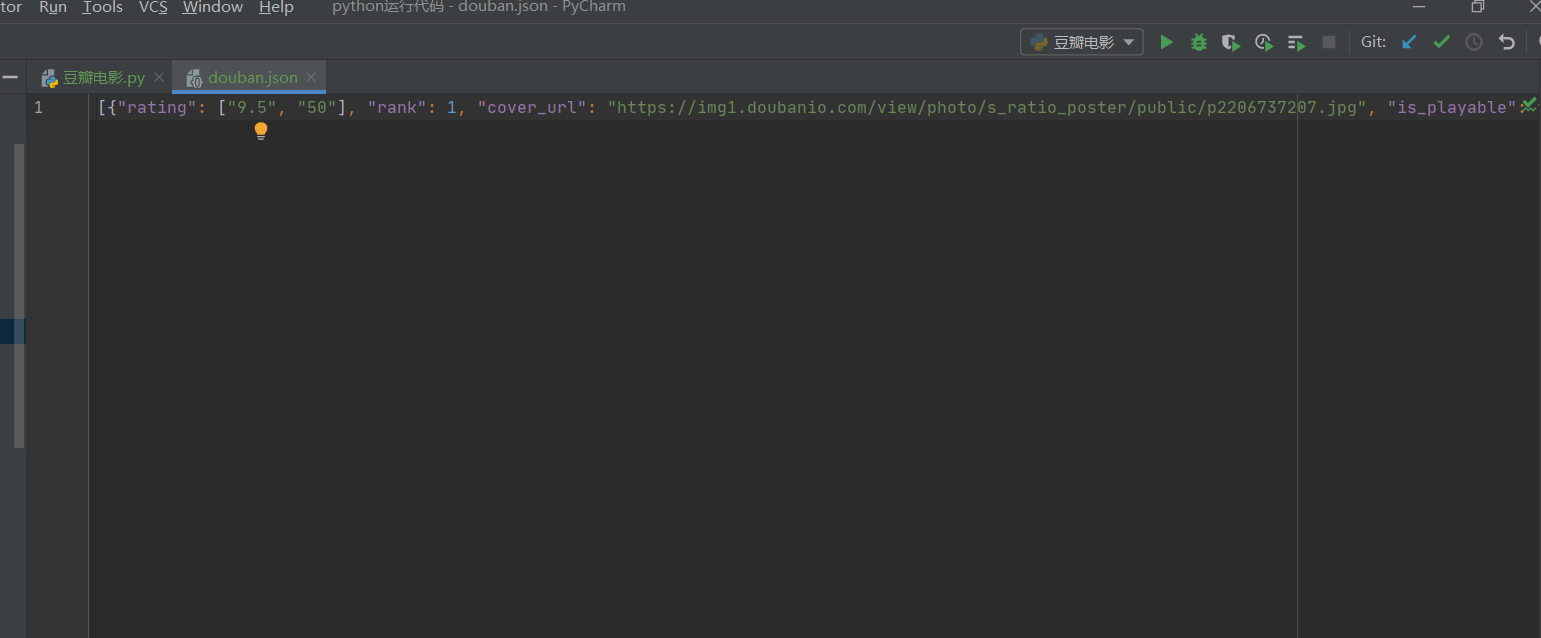 tor Run Tools VCS Window Help python运行代码 - douban.json - PyCharm
豆瓣电影 Git:
豆瓣电影.py douban.json
1 [{"rating": ["9.5", "50"], "rank": 1, "cover_url": "https://img1.doubanio.com/view/photo/s_ratio_poster/public/p2206737207.jpg", "is_playable":